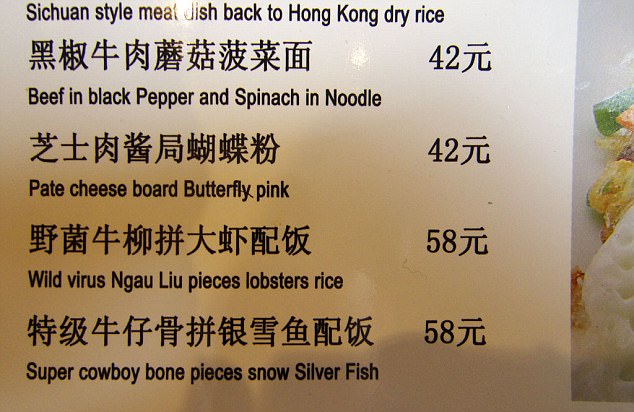 Sichuan style meat dish back to Hong Kong dry rice
黑椒牛肉蘑菇菠菜面 42元
Beef in black Pepper and Spinach in Noodle
芝士肉酱局蝴蝶粉 42元
Pate cheese board Butterfly pink
野菌牛柳拼大虾配饭 58元
Wild virus Ngau Liu pieces lobsters rice
特级牛仔骨拼银雪鱼配饭 58元
Super cowboy bone pieces snow Silver Fish